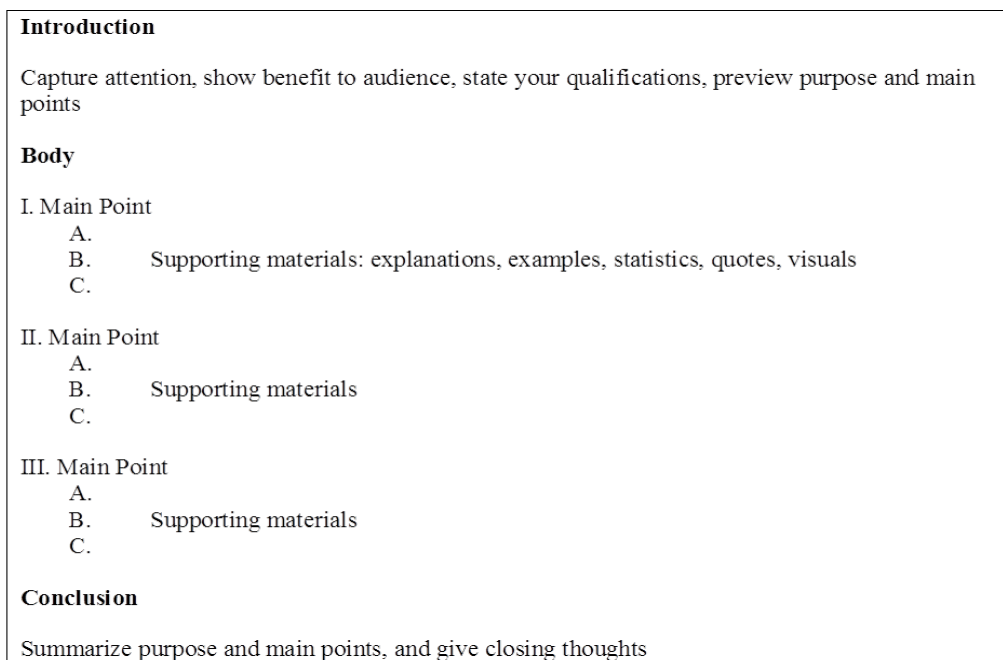 Introduction
Capture attention, show benefit to audience, state your qualifications, preview purpose and main
points
Body
I. Main Point
A.
B. Supporting materials: explanations, examples, statistics, quotes, visuals
C.
II. Main Point
A.
B. Supporting materials
C.
III. Main Point
A.
B. Supporting materials
C.
Conclusion
Summarize purpose and main points, and give closing thoughts